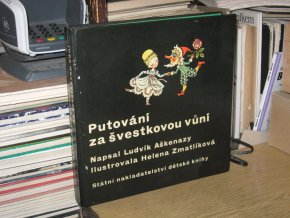 Putování
za švestkovou vůní
Napsal Ludvík Aškenazy
Ilustrovala Helena Zmatlíková
Státní nakladatelství dětské knihy